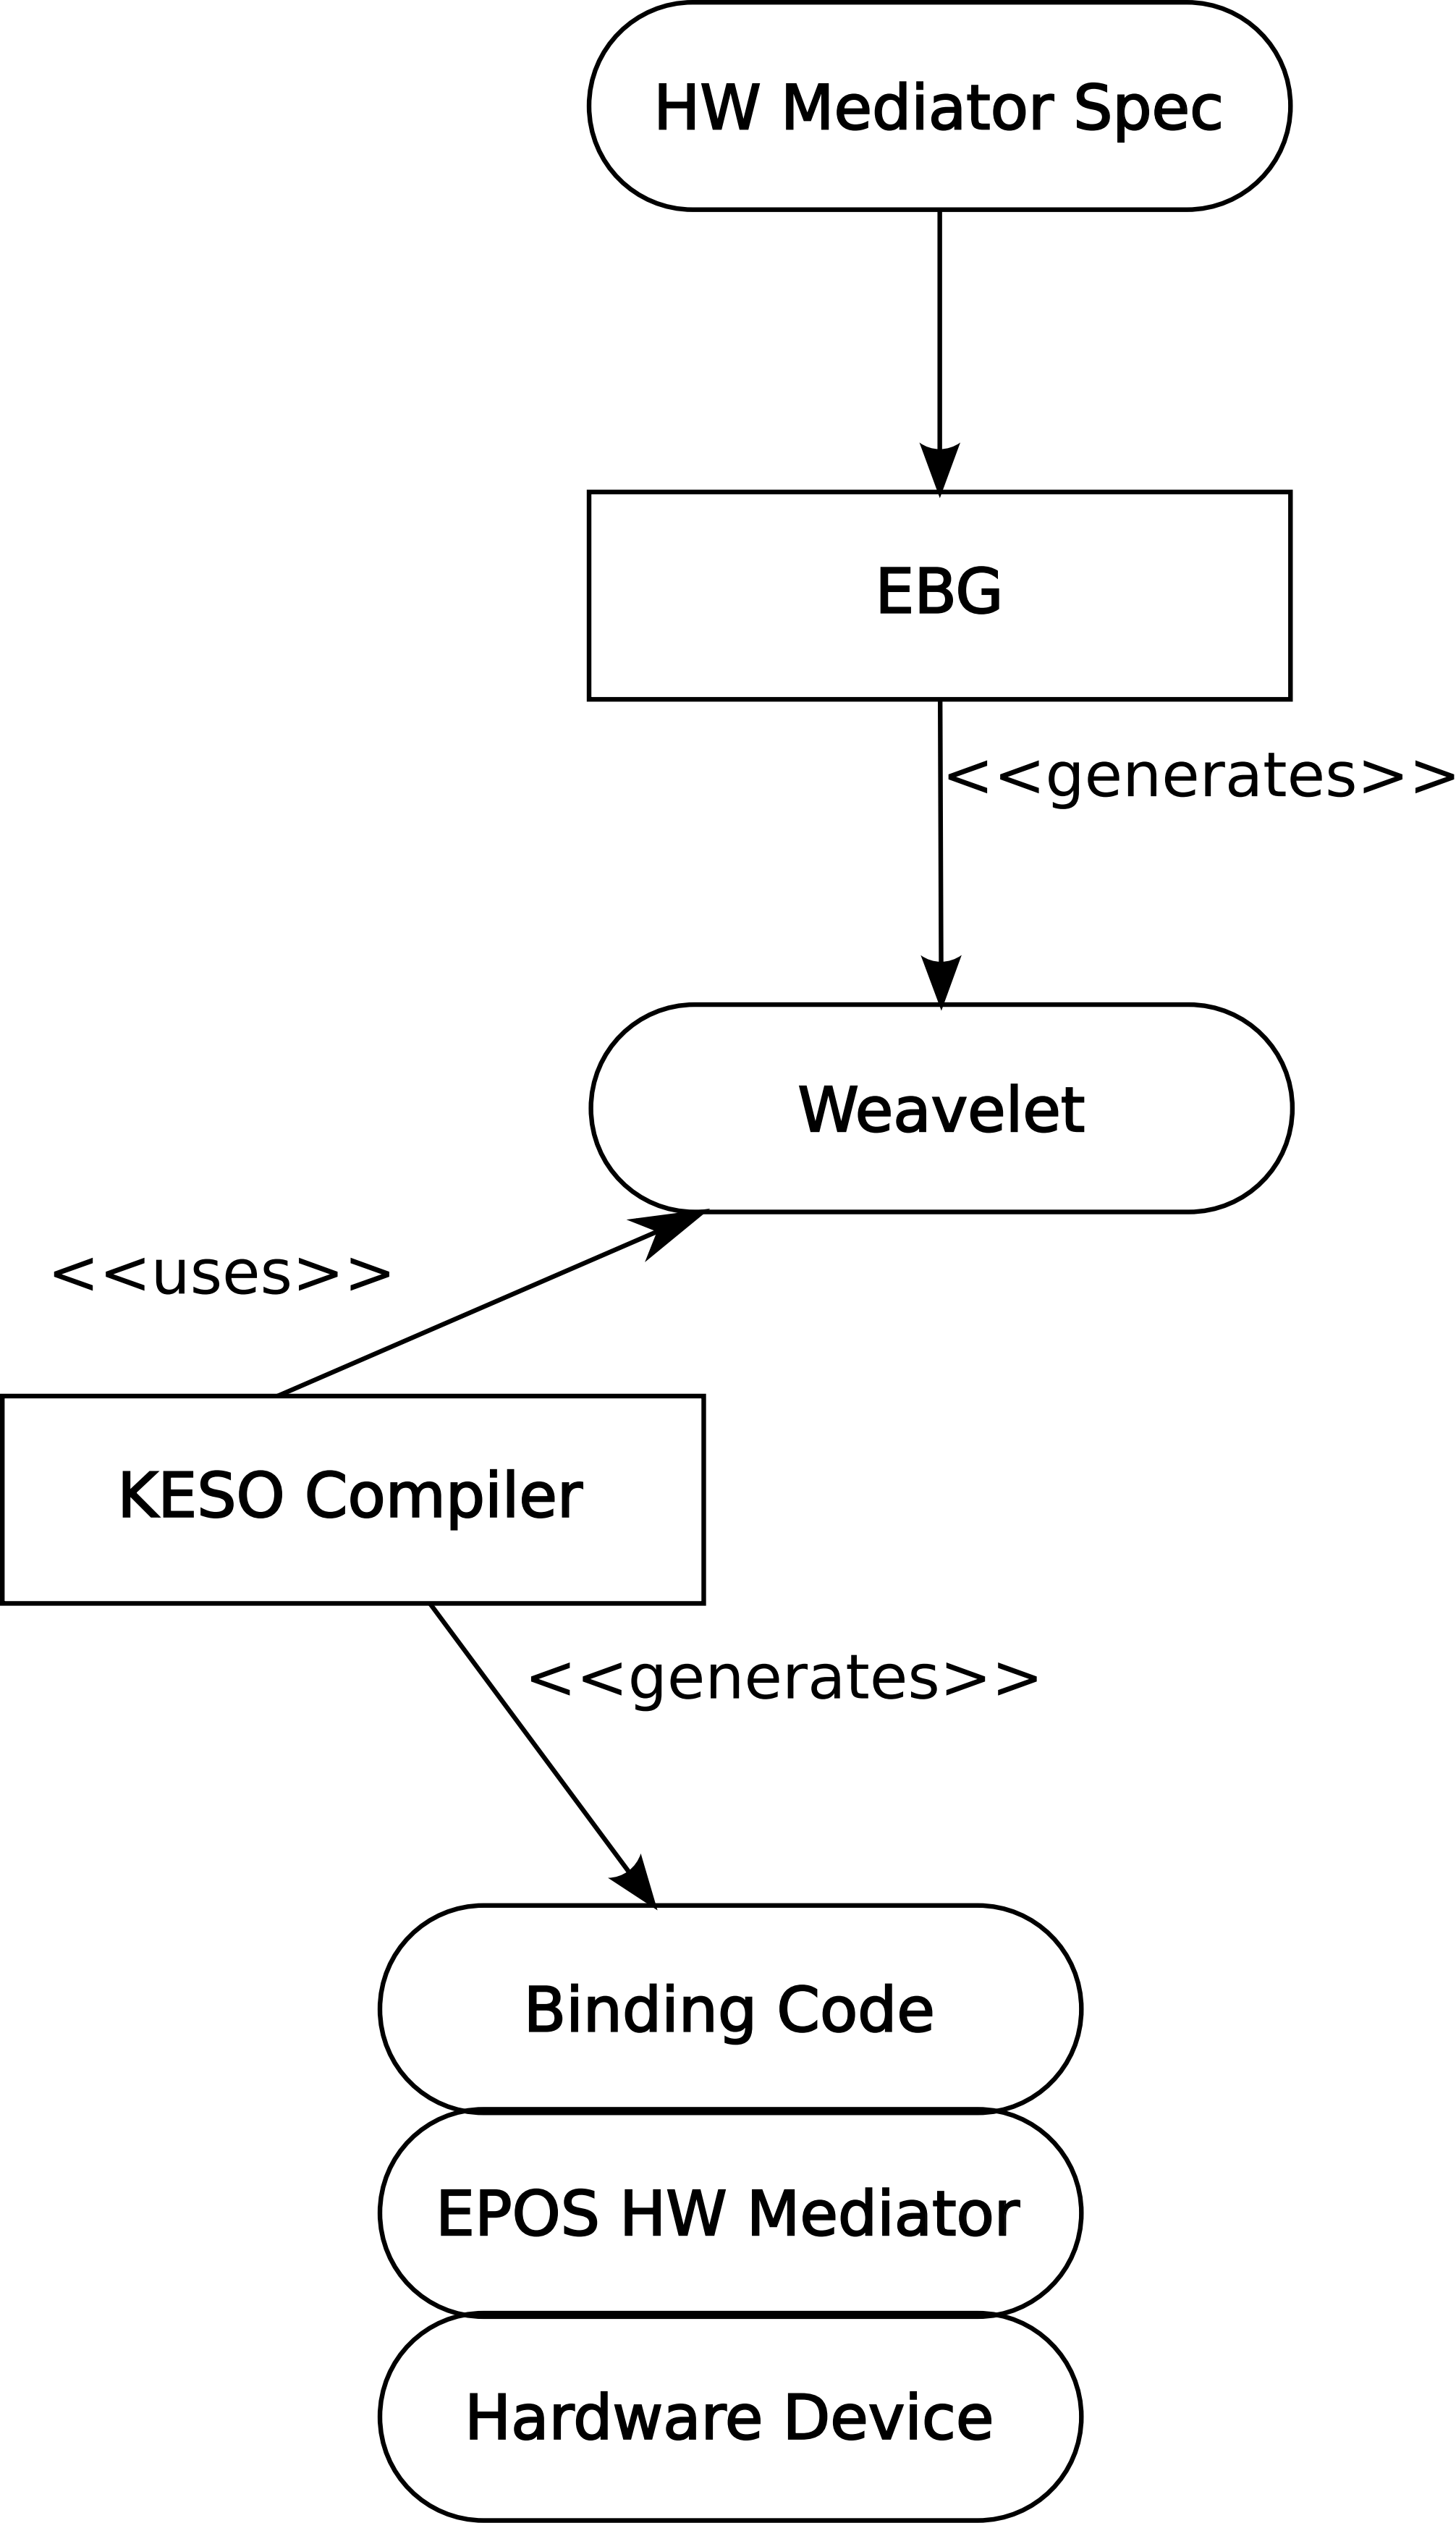 HW Mediator Spec
EBG
<<generates>>
Weavelet
<<uses>>
KESO Compiler
<<generates>>
Binding Code
EPOS HW Mediator
Hardware Device